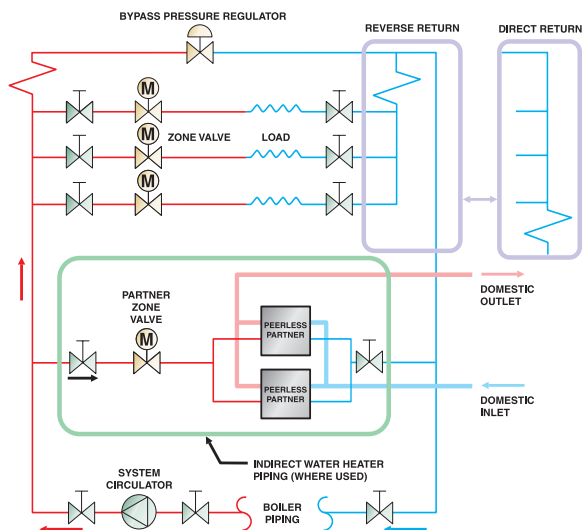 BYPASS PRESSURE REGULATOR
REVERSE RETURN
DIRECT RETURN
M
ZONE VALVE
LOAD
M
M
PARTNER
ZONE
VALVE
M
PEERLESS
PARTNER
PEERLESS
PARTNER
DOMESTIC
OUTLET
DOMESTIC
INLET
INDIRECT WATER HEATER
PIPING (WHERE USED)
SYSTEM
CIRCULATOR
BOILER
PIPING